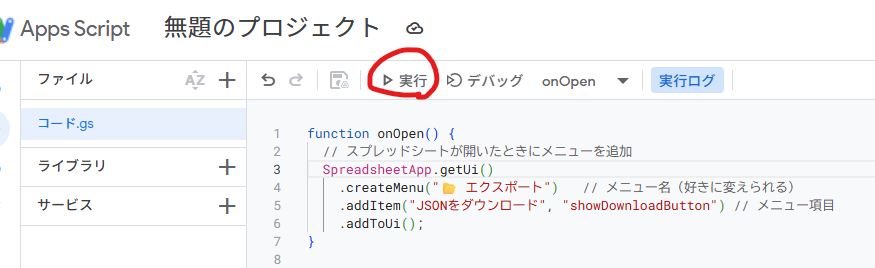 Apps Script 無題のプロジェクト
ファイル
コード.gs
ライブラリ
サービス
実行 デバッグ onOpen 実行ログ
1 function onOpen() {
2 // スプレッドシートが開いたときにメニューを追加
3 SpreadsheetApp.getUi()
4 .createMenu("📂 エクスポート") // メニュー名（好きに変えられる）
5 .addItem("JSONをダウンロード", "showDownloadButton") // メニュー項目
6 .addToUi();
7 }
8